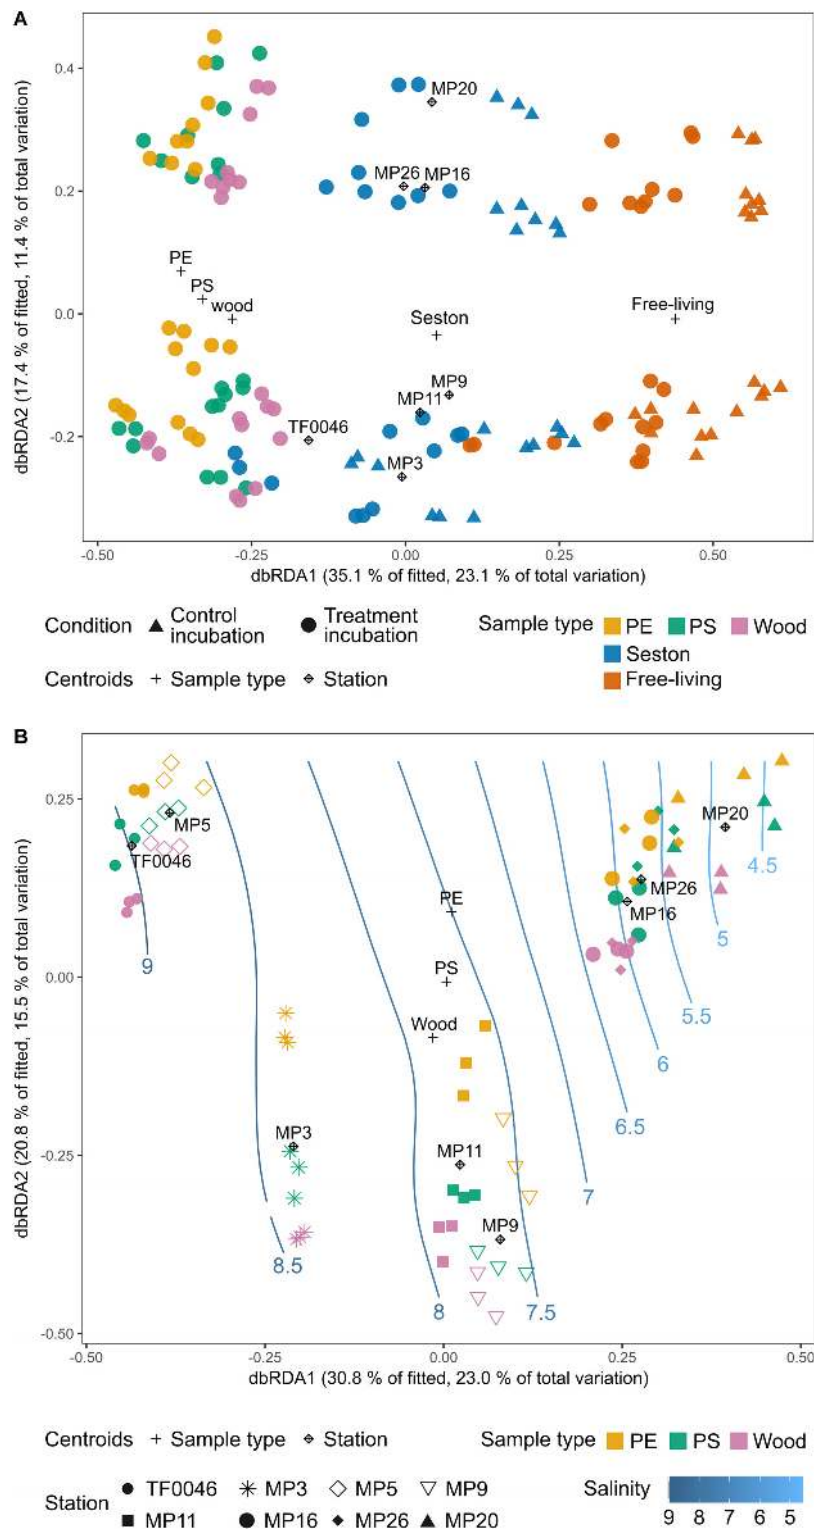 A
dbRDA2 (17.4 % of fitted, 11.4 % of total variation)
0.4
0.2
0.0
-0.2
MP20
MP26 MP16
PE
PS
wood
Seston
Free-living
MP9
MP11
TF0046
MP3
-0.50 -0.25 0.00 0.25 0.50
dbRDA1 (35.1 % of fitted, 23.1 % of total variation)
Condition Control incubation Treatment incubation
Sample type PE PS Wood
Seston
Free-living
Centroids Sample type Station
B
dbRDA2 (20.8 % of fitted, 15.5 % of total variation)
0.25
0.00
-0.25
-0.50
MP5
TF0046
MP20
4.5
MP26
MP16
PE
5
9
PS
5.5
Wood
6
6.5
MP3
MP11
7
MP9
8.5
8 7.5
-0.50 -0.25 0.00 0.25 0.50
dbRDA1 (30.8 % of fitted, 23.0 % of total variation)
Centroids Sample type Station
Sample type PE PS Wood
Station TF0046 MP3 MP5 MP9
MP11 MP16 MP26 MP20
Salinity
9 8 7 6 5